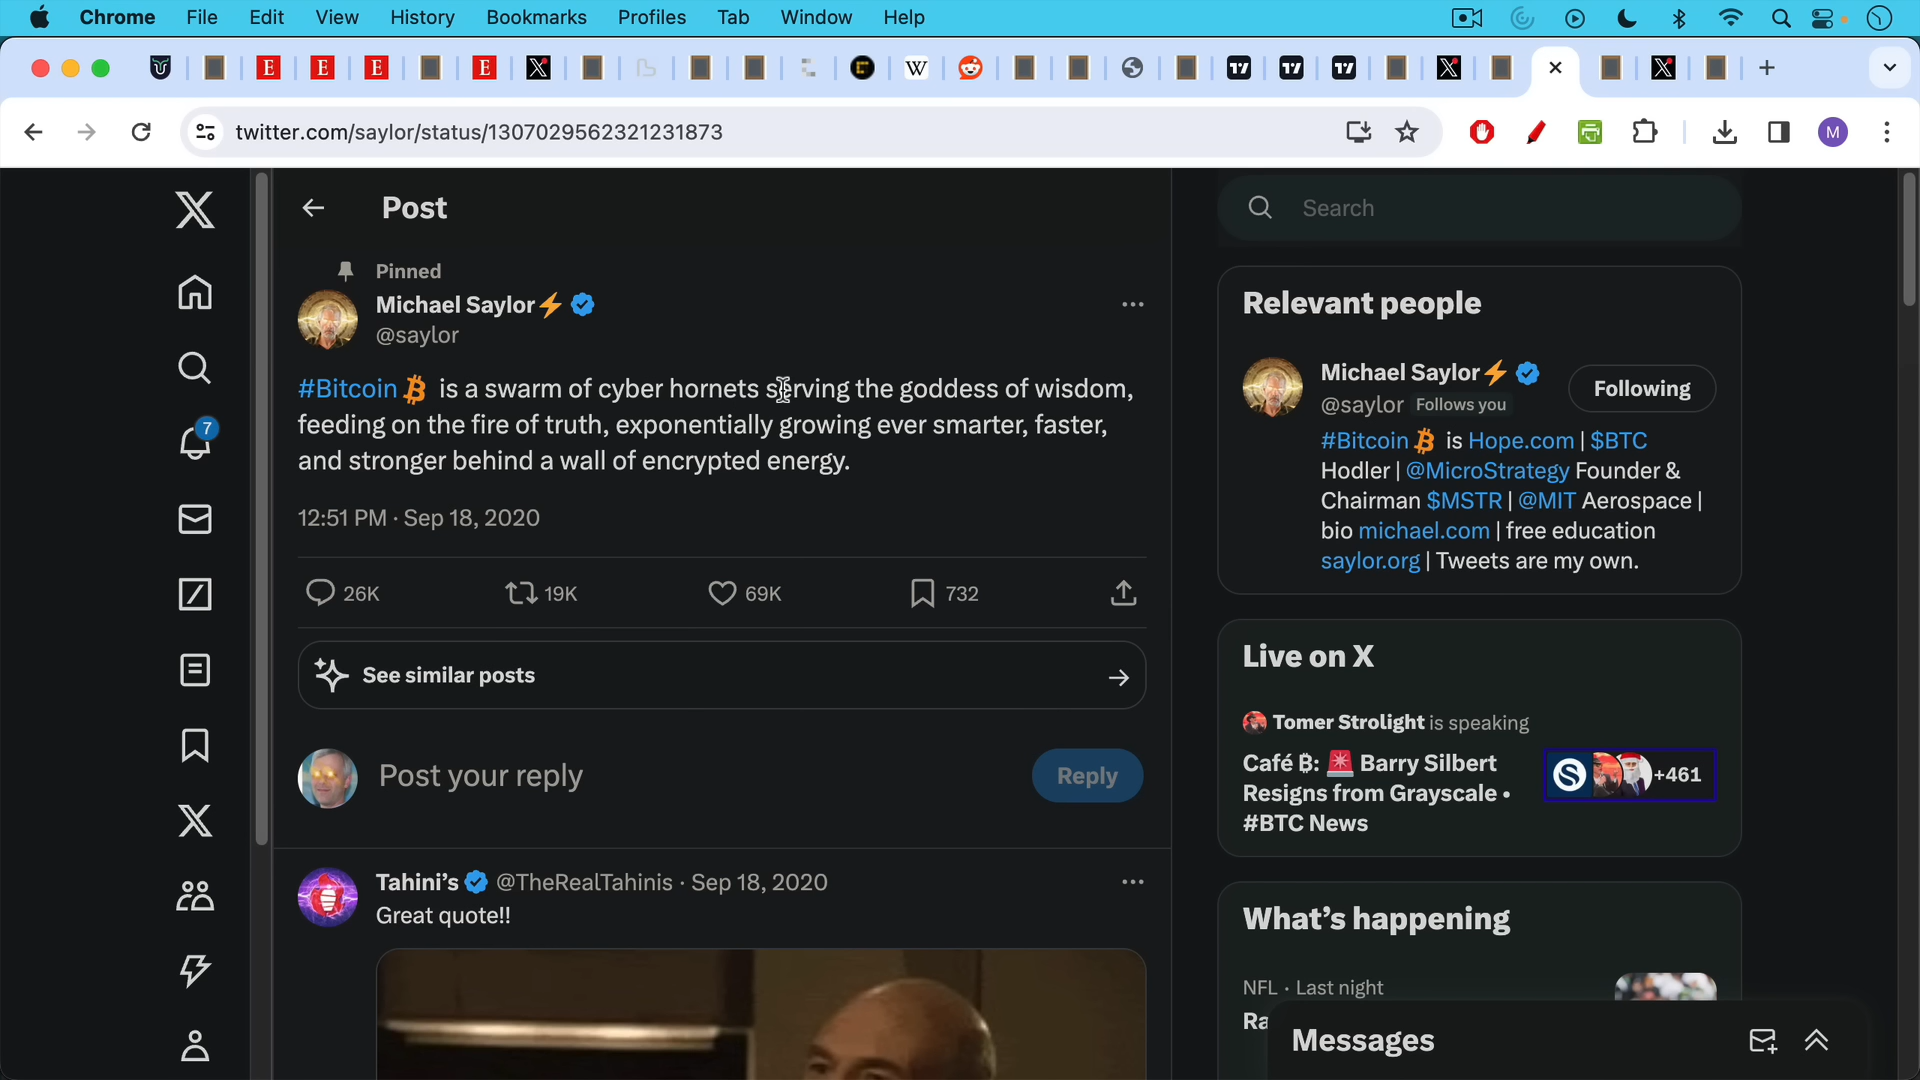 Chrome File Edit View History Bookmarks Profiles Tab Window Help
twitter.com/saylor/status/1307029562321231873
M
Post
Search
Pinned
Michael Saylor⚡
@saylor
#Bitcoin is a swarm of cyber hornets serving the goddess of wisdom,
feeding on the fire of truth, exponentially growing ever smarter, faster,
and stronger behind a wall of encrypted energy.
12:51 PM · Sep 18, 2020
26K 19K 69K 732
See similar posts
Post your reply
Reply
Tahini’s @TheRealTahinis · Sep 18, 2020
Great quote!!
7
Relevant people
Michael Saylor⚡
@saylor Follows you
Following
#Bitcoin is Hope.com | $BTC
Hodler | @MicroStrategy Founder &
Chairman $MSTR | @MIT Aerospace |
bio michael.com | free education
saylor.org | Tweets are my own.
Live on X
Tomer Strolight is speaking
Café ₿: 🚨 Barry Silbert
Resigns from Grayscale •
#BTC News
+461
What’s happening
NFL · Last night
Ra
Messages